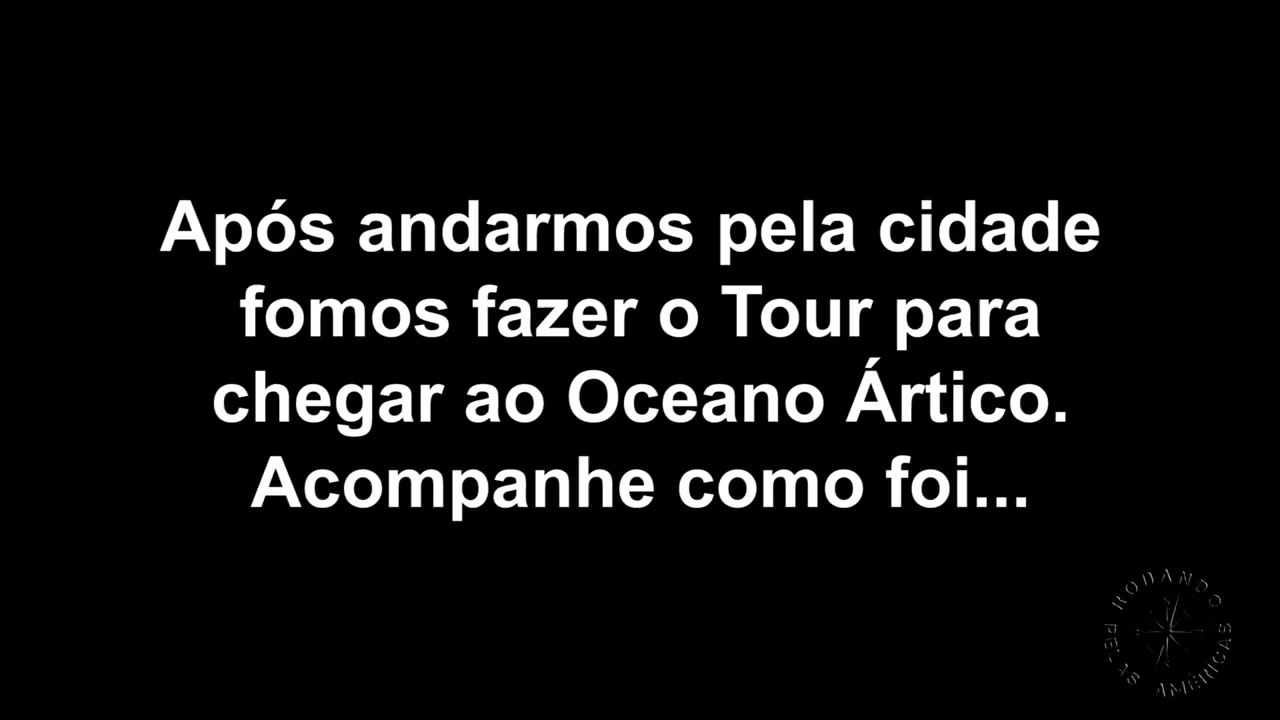 Após andarmos pela cidade
fomos fazer o Tour para
chegar ao Oceano Ártico.
Acompanhe como foi...
RODANDO
PELAS AMÉRICAS